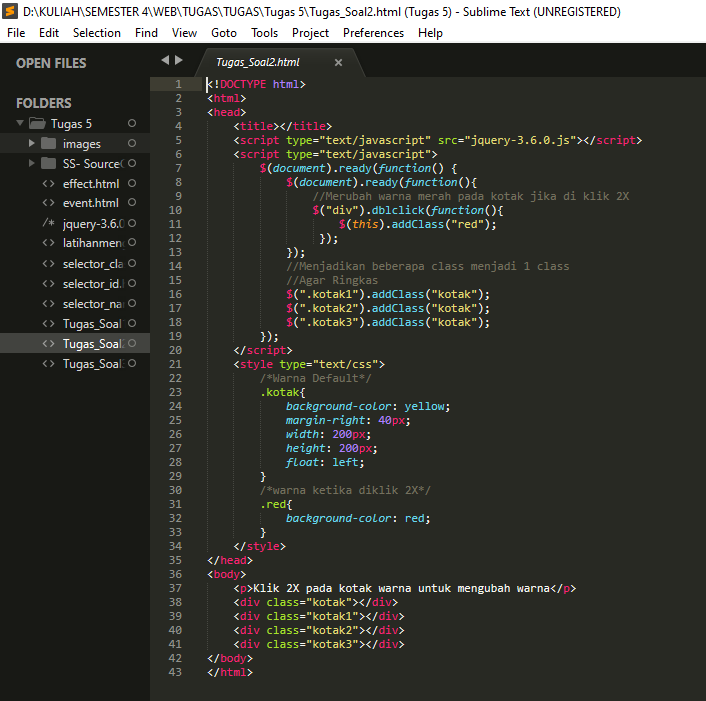 D:\KULIAH\SEMESTER 4\WEB\TUGAS\TUGAS\Tugas 5\Tugas_Soal2.html (Tugas 5) - Sublime Text (UNREGISTERED)
File Edit Selection Find View Goto Tools Project Preferences Help
OPEN FILES
FOLDERS
Tugas 5
images
SS- Source
effect.html
event.html
/* jquery-3.6.0
latihanmen
selector_cla
selector_id.
selector_na
Tugas_Soal
Tugas_Soal
Tugas_Soal
Tugas_Soal2.html ×
1 <!DOCTYPE html>
2 <html>
3 <head>
4 <title></title>
5 <script type="text/javascript" src="jquery-3.6.0.js"></script>
6 <script type="text/javascript">
7 $(document).ready(function() {
8 $(document).ready(function(){
9 //Merubah warna merah pada kotak jika di klik 2X
10 $("div").dblclick(function(){
11 $(this).addClass("red");
12 });
13 });
14 //Menjadikan beberapa class menjadi 1 class
15 //Agar Ringkas
16 $(".kotak1").addClass("kotak");
17 $(".kotak2").addClass("kotak");
18 $(".kotak3").addClass("kotak");
19 });
20 </script>
21 <style type="text/css">
22 /*Warna Default*/
23 .kotak{
24 background-color: yellow;
25 margin-right: 40px;
26 width: 200px;
27 height: 200px;
28 float: left;
29 }
30 /*warna ketika diklik 2X*/
31 .red{
32 background-color: red;
33 }
34 </style>
35 </head>
36 <body>
37 <p>Klik 2X pada kotak warna untuk mengubah warna</p>
38 <div class="kotak"></div>
39 <div class="kotak1"></div>
40 <div class="kotak2"></div>
41 <div class="kotak3"></div>
42 </body>
43 </html>